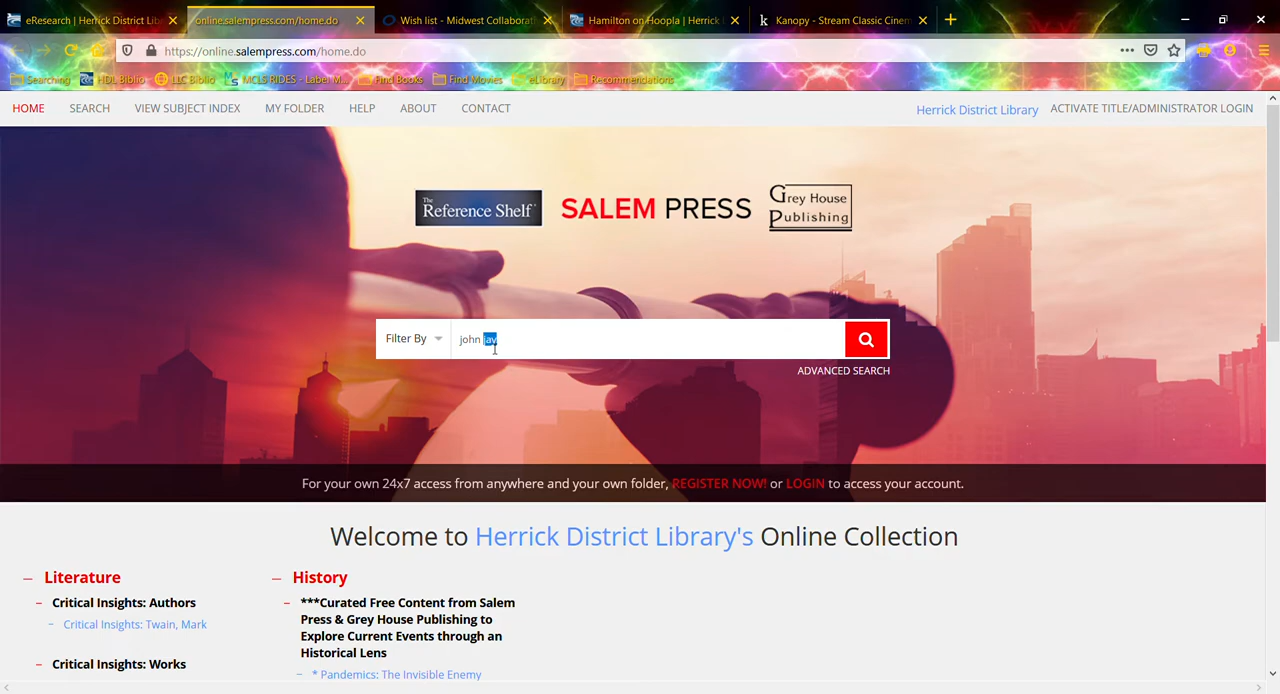 eResearch | Herrick District Lib
online.salempress.com/home.do
Wish list - Midwest Collaborat
Hamilton on Hoopla | Herrick
Kanopy - Stream Classic Cinem
https://online.salempress.com/home.do
Searching
HDL Biblio
LLC Biblio
MCLS RIDES - Label M...
Find Books
Find Movies
eLibrary
Recommendations
HOME SEARCH VIEW SUBJECT INDEX MY FOLDER HELP ABOUT CONTACT
Herrick District Library ACTIVATE TITLE/ADMINISTRATOR LOGIN
The Reference Shelf
SALEM PRESS
Grey House
Publishing
Filter By john jav
ADVANCED SEARCH
For your own 24x7 access from anywhere and your own folder, REGISTER NOW! or LOGIN to access your account.
Welcome to Herrick District Library's Online Collection
Literature
Critical Insights: Authors
Critical Insights: Twain, Mark
Critical Insights: Works
History
***Curated Free Content from Salem
Press & Grey House Publishing to
Explore Current Events through an
Historical Lens
* Pandemics: The Invisible Enemy